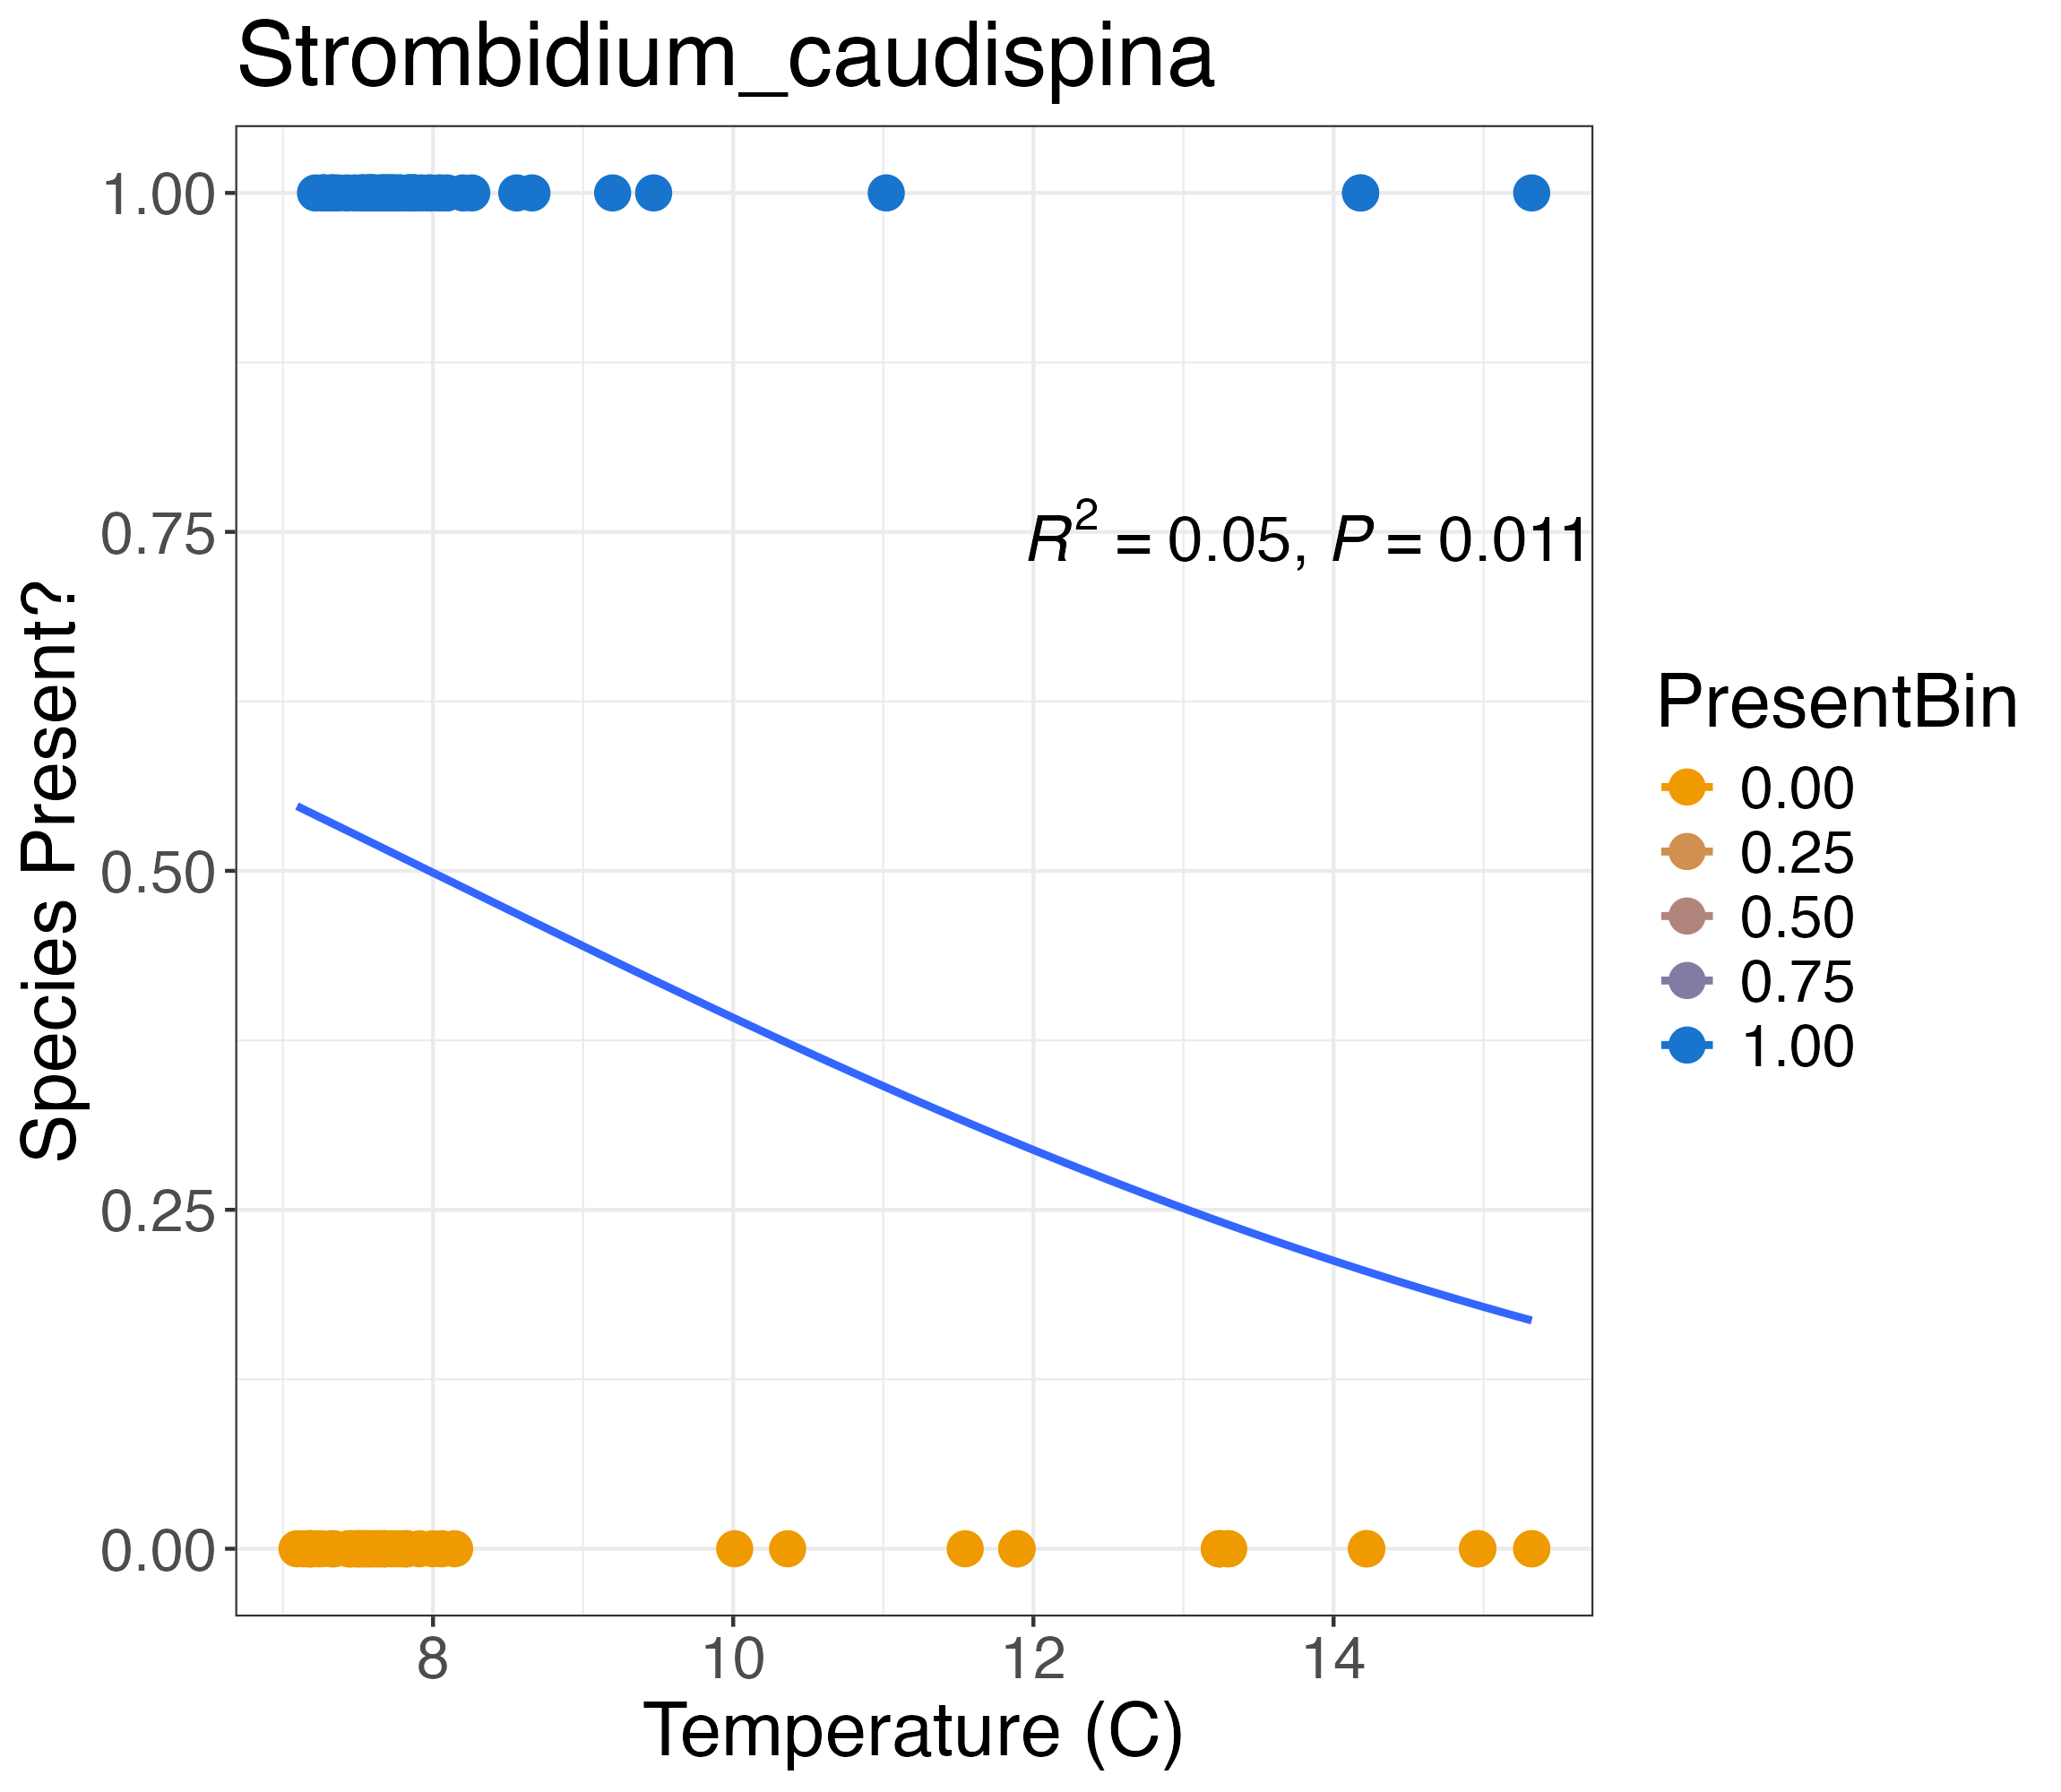 Strombidium_caudispina
1.00
0.75
0.50
0.25
0.00
Species Present?
R² = 0.05, P = 0.011
8 10 12 14
Temperature (C)
PresentBin
0.00
0.25
0.50
0.75
1.00